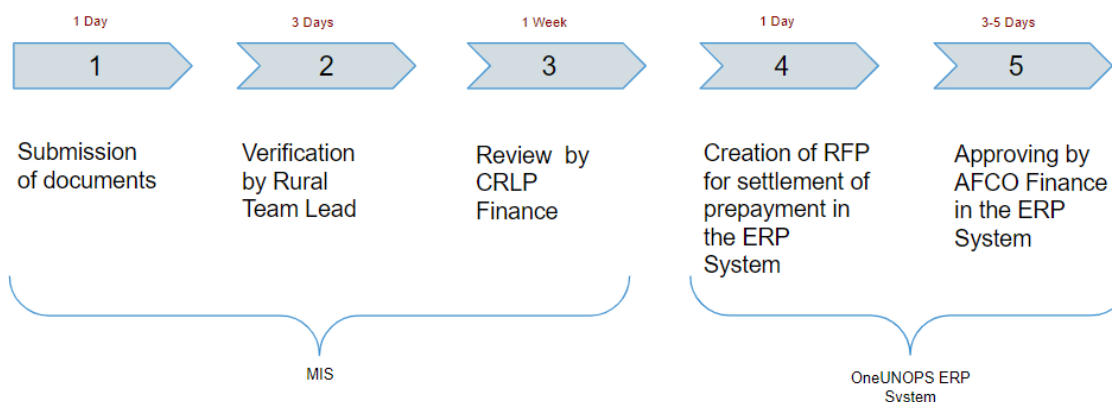 1 Day
3 Days
1 Week
1 Day
3-5 Days
1
2
3
4
5
Submission
of documents
Verification
by Rural
Team Lead
Review by
CRLP
Finance
Creation of RFP
for settlement of
prepayment in
the ERP
System
Approving by
AFCO Finance
in the ERP
System
MIS
OneUNOPS ERP
System